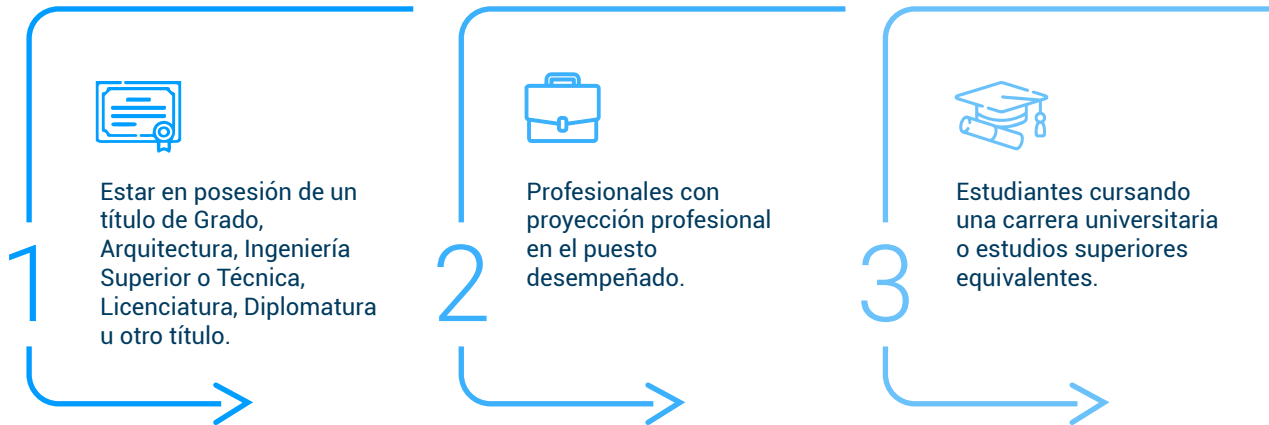 1
Estar en posesión de un
título de Grado,
Arquitectura, Ingeniería
Superior o Técnica,
Licenciatura, Diplomatura
u otro título.
2
Profesionales con
proyección profesional
en el puesto
desempeñado.
3
Estudiantes cursando
una carrera universitaria
o estudios superiores
equivalentes.